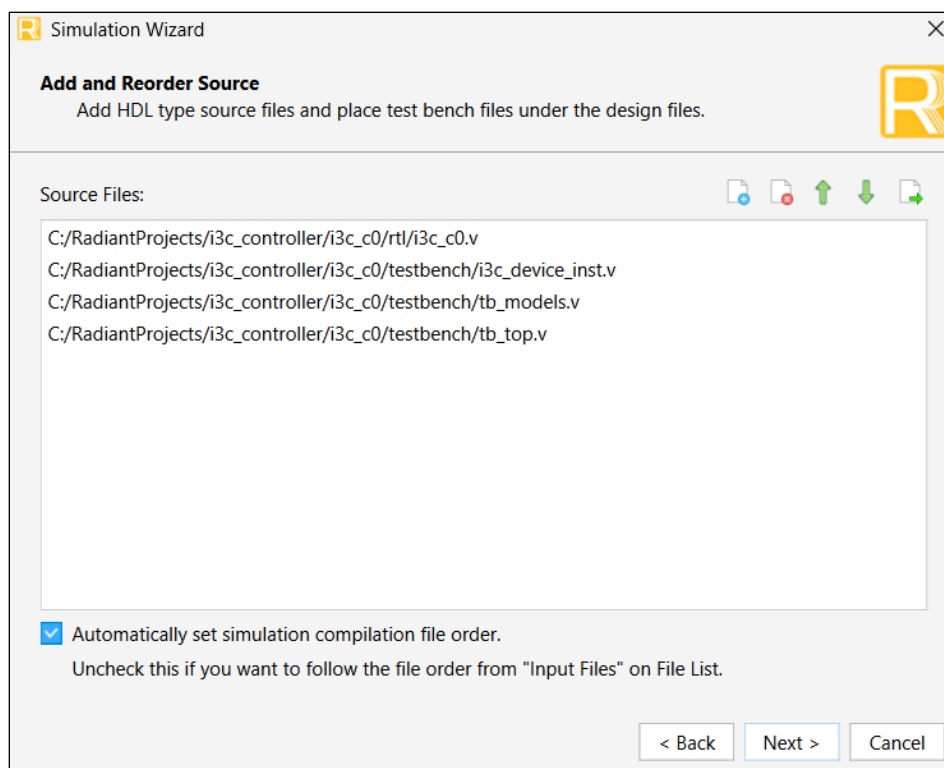 Simulation Wizard
Add and Reorder Source
Add HDL type source files and place test bench files under the design files.
Source Files:
C:/RadiantProjects/i3c_controller/i3c_c0/rtl/i3c_c0.v
C:/RadiantProjects/i3c_controller/i3c_c0/testbench/i3c_device_inst.v
C:/RadiantProjects/i3c_controller/i3c_c0/testbench/tb_models.v
C:/RadiantProjects/i3c_controller/i3c_c0/testbench/tb_top.v
Automatically set simulation compilation file order.
Uncheck this if you want to follow the file order from "Input Files" on File List.
< Back Next > Cancel